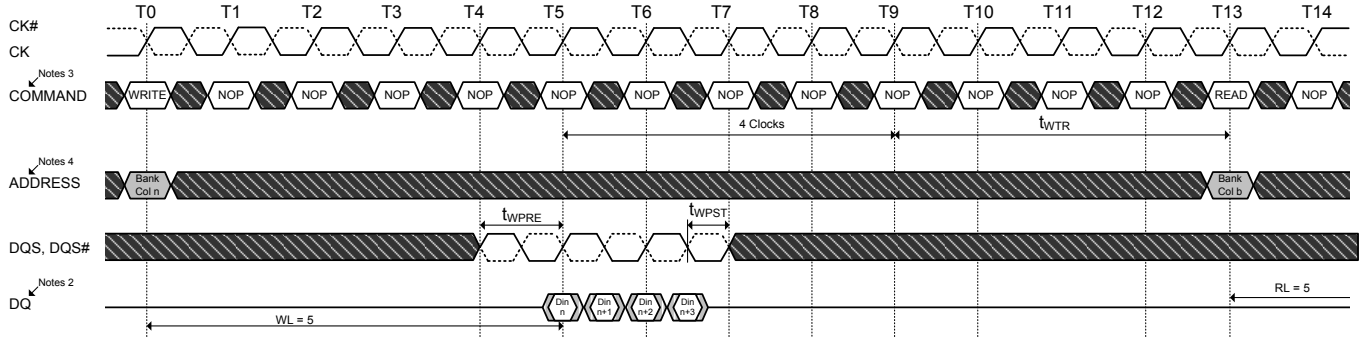 T0 T1 T2 T3 T4 T5 T6 T7 T8 T9 T10 T11 T12 T13 T14
CK#
CK
Notes 3
COMMAND WRITE NOP NOP NOP NOP NOP NOP NOP NOP NOP NOP NOP NOP READ NOP
4 Clocks tWTR
Notes 4
ADDRESS Bank Col n Bank Col b
tWPRE tWPST
DQS, DQS#
Notes 2
DQ Din n Din n+1 Din n+2 Din n+3
RL = 5
WL = 5